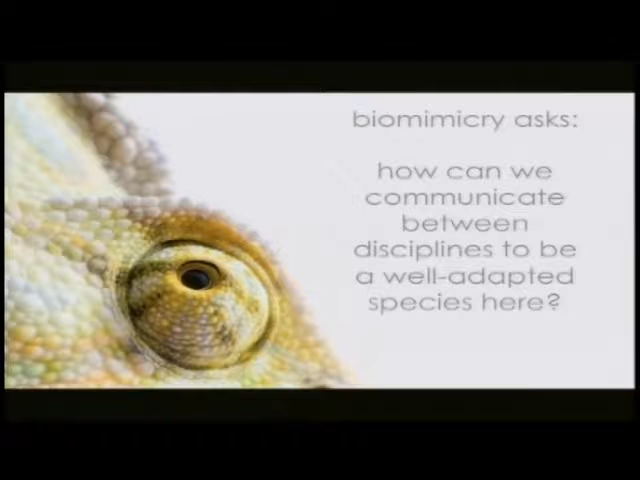 biomimicry asks:
how can we
communicate
between
disciplines to be
a well-adapted
species here?